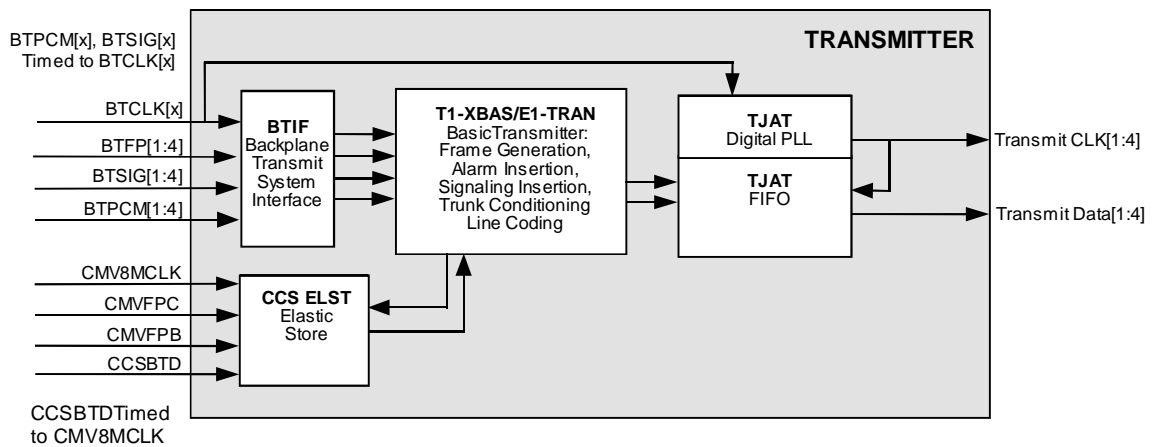 BTPCM[x], BTSIG[x]
Timed to BTCLK[x]
TRANSMITTER
BTCLK[x]
BTFP[1:4]
BTSIG[1:4]
BTPCM[1:4]
BTIF
Backplane
Transmit
System
Interface
T1-XBAS/E1-TRAN
BasicTransmitter:
Frame Generation,
Alarm Insertion,
Signaling Insertion,
Trunk Conditioning
Line Coding
TJAT
Digital PLL
TJAT
FIFO
Transmit CLK[1:4]
Transmit Data[1:4]
CMV8MCLK
CMVFPC
CMVFPB
CCSBTD
CCS ELST
Elastic
Store
CCSBTDTimed
to CMV8MCLK